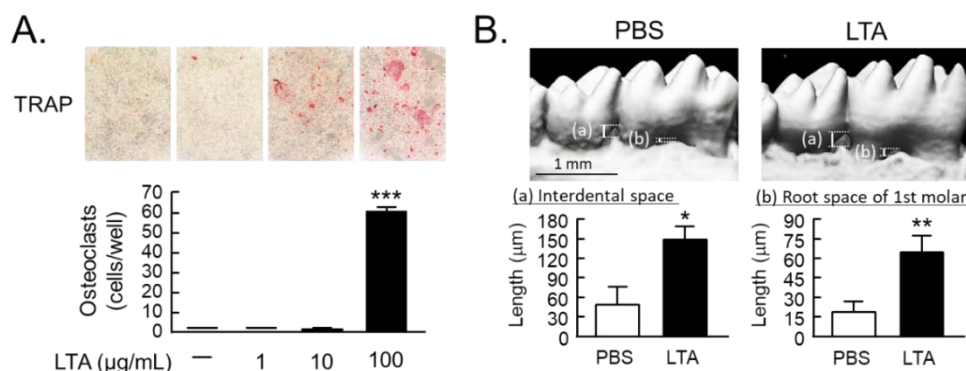 A.
TRAP
Osteoclasts
(cells/well)
70
60
50
40
30
20
10
0
***
LTA (μg/mL) — 1 10 100
B.
PBS LTA
(a)
(b)
1 mm
(a)
(b)
(a) Interdental space
Length (μm)
180
150
120
90
60
30
0
*
PBS LTA
(b) Root space of 1st molar
Length (μm)
90
75
60
45
30
15
0
**
PBS LTA